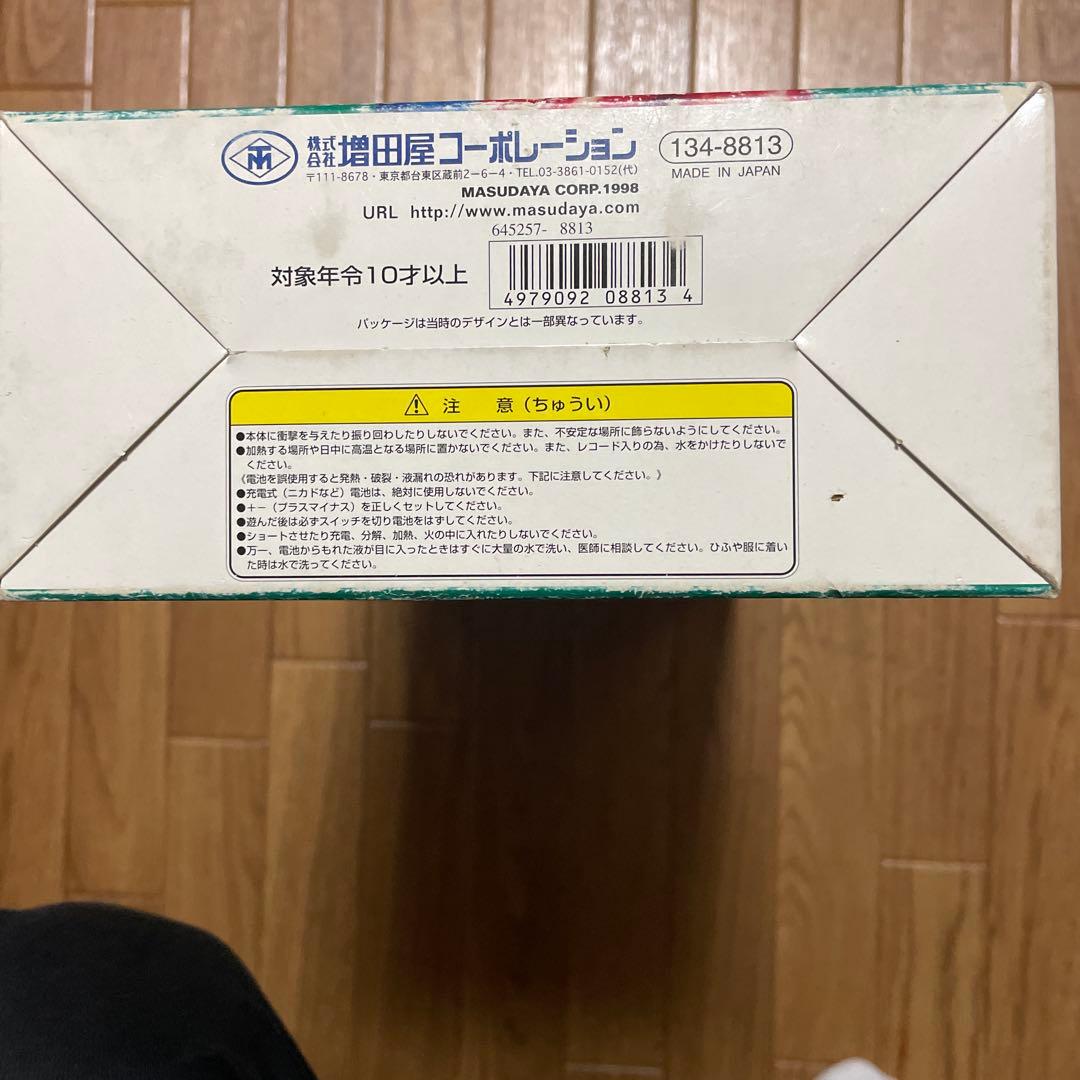 TM 株式会社 増田屋コーポレーション 134-8813
〒111-8678・東京都台東区蔵前2-6-4・TEL.03-3861-0152(代) MADE IN JAPAN
MASUDAYA CORP.1998
URL http://www.masudaya.com
645257- 8813
対象年令10才以上
4979092 08813 4
パッケージは当時のデザインとは一部異なっています。
注 意(ちゅうい)
●本体に衝撃を与えたり振り回わしたりしないでください。また、不安定な場所に飾らないようにしてください。
●加熱する場所や日中に高温となる場所に置かないでください。また、レコード入りの為、水をかけたりしないで
ください。
《電池を誤使用すると発熱・破裂・液漏れの恐れがあります。下記に注意してください。》
●充電式(ニカドなど)電池は、絶対に使用しないでください。
●+-(プラスマイナス)を正しくセットしてください。
●遊んだ後は必ずスイッチを切り電池をはずしてください。
●ショートさせたり充電、分解、加熱、火の中に入れたりしないでください。
●万一、電池からもれた液が目に入ったときはすぐに大量の水で洗い、医師に相談してください。ひふや服に着い
た時は水で洗ってください。